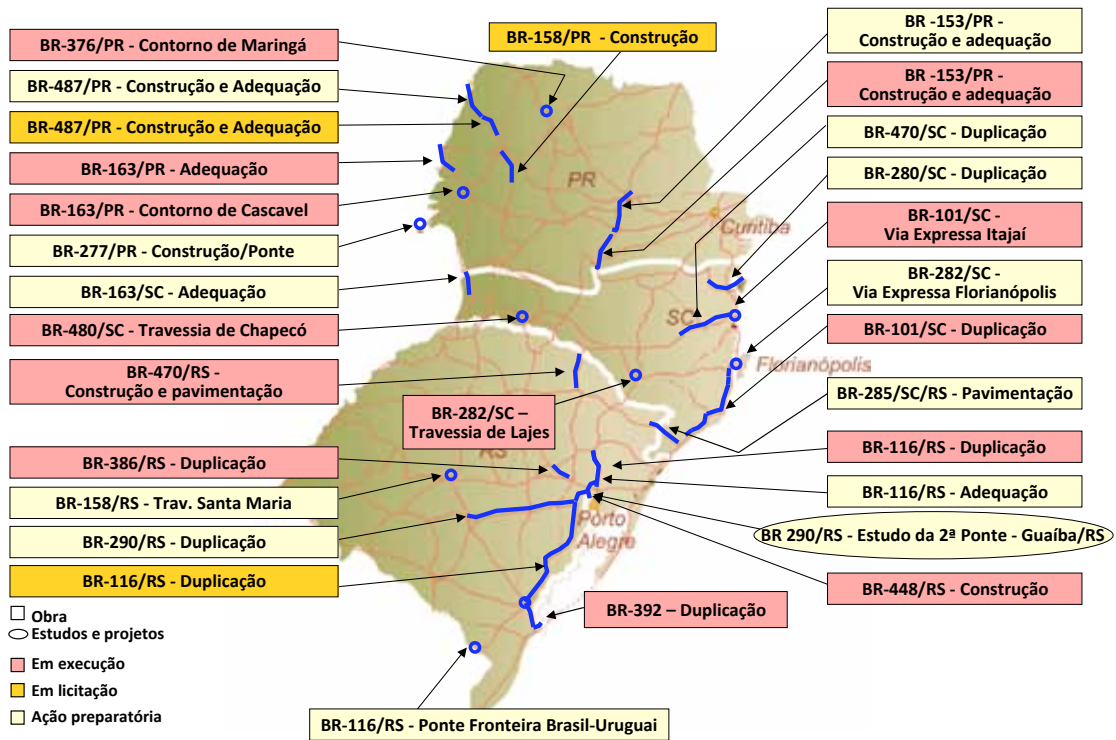 BR-376/PR - Contorno de Maringá
BR-487/PR - Construção e Adequação
BR-487/PR - Construção e Adequação
BR-163/PR - Adequação
BR-163/PR - Contorno de Cascavel
BR-277/PR - Construção/Ponte
BR-163/SC - Adequação
BR-480/SC - Travessia de Chapecó
BR-470/RS -
Construção e pavimentação
BR-386/RS - Duplicação
BR-158/RS - Trav. Santa Maria
BR-290/RS - Duplicação
BR-116/RS - Duplicação
Obra
Estudos e projetos
Em execução
Em licitação
Ação preparatória
BR-158/PR - Construção
PR
Curitiba
SC
Florianópolis
BR-282/SC –
Travessia de Lajes
RS
Porto
Alegre
BR-392 – Duplicação
BR-116/RS - Ponte Fronteira Brasil-Uruguai
BR -153/PR -
Construção e adequação
BR -153/PR -
Construção e adequação
BR-470/SC - Duplicação
BR-280/SC - Duplicação
BR-101/SC -
Via Expressa Itajaí
BR-282/SC -
Via Expressa Florianópolis
BR-101/SC - Duplicação
BR-285/SC/RS - Pavimentação
BR-116/RS - Duplicação
BR-116/RS - Adequação
BR 290/RS - Estudo da 2ª Ponte - Guaíba/RS
BR-448/RS - Construção